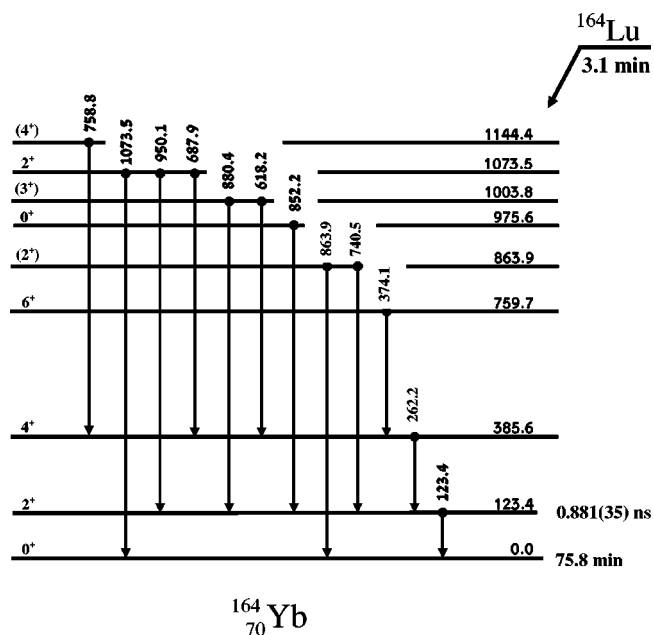 ¹⁶⁴Lu
3.1 min
(4⁺) 758.8 1144.4
2⁺ 1073.5 950.1 687.9 1073.5
(3⁺) 880.4 618.2 1003.8
0⁺ 852.2 975.6
(2⁺) 863.9 740.5 863.9
6⁺ 374.1 759.7
4⁺ 262.2 385.6
2⁺ 123.4 123.4 0.881(35) ns
0⁺ 0.0 75.8 min
¹⁶⁴₇₀Yb